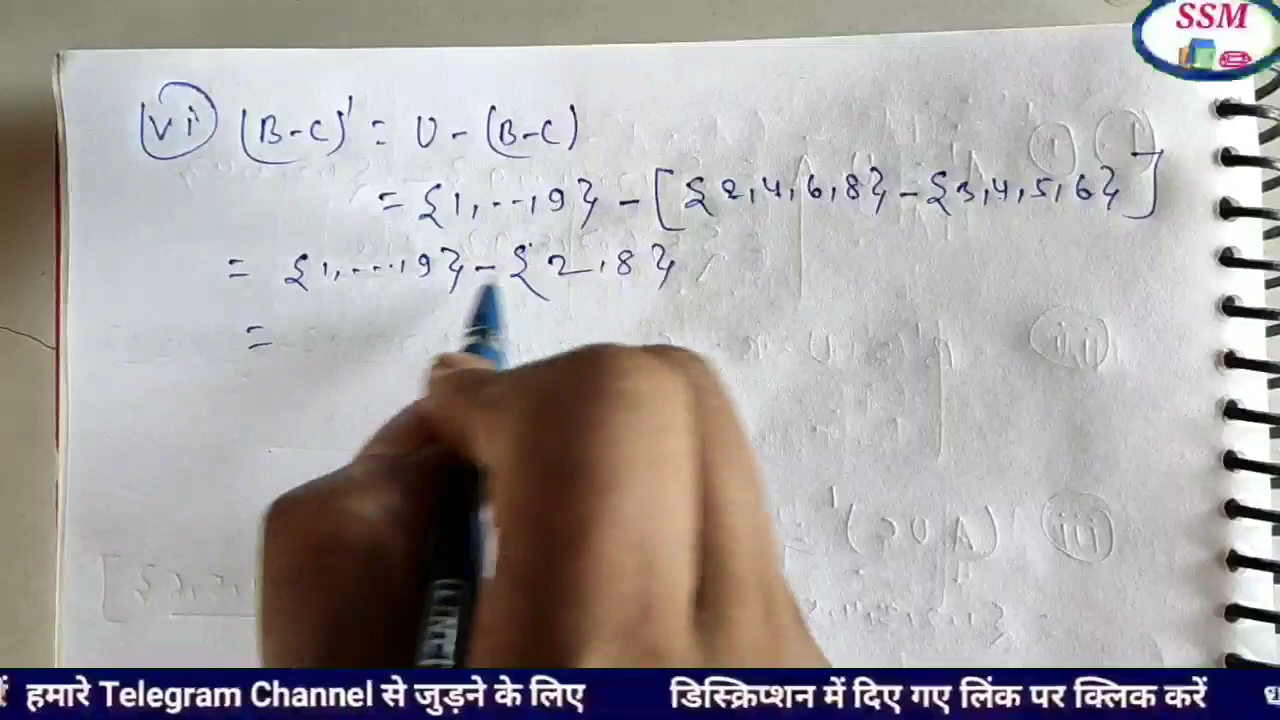 SSM
vi (B-C)' = U - (B-C)
= {1,...,9} - [{2,4,6,8} - {3,4,5,6}]
= {1,...,9} - {2,8}
=
हमारे Telegram Channel से जुड़ने के लिए डिस्क्रिप्शन में दिए गए लिंक पर क्लिक करें